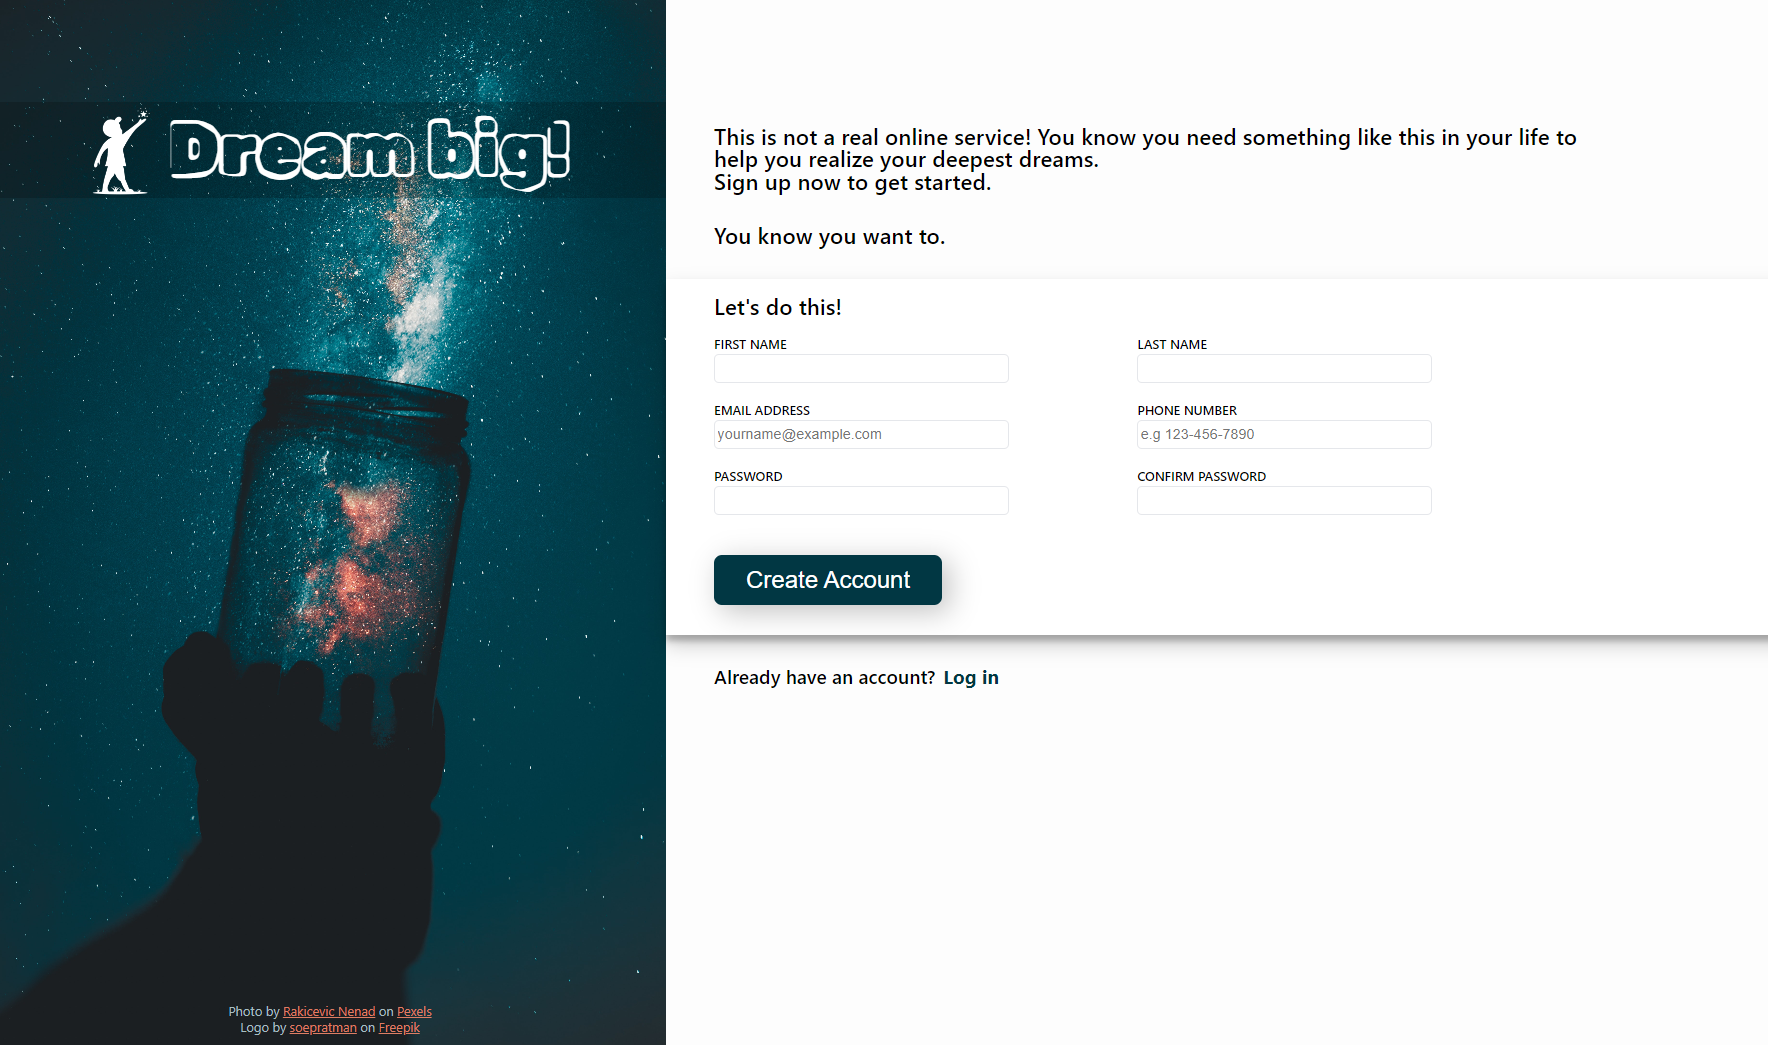 Dream big!
This is not a real online service! You know you need something like this in your life to
help you realize your deepest dreams.
Sign up now to get started.
You know you want to.
Let's do this!
FIRST NAME
LAST NAME
EMAIL ADDRESS
PHONE NUMBER
yourname@example.com
e.g 123-456-7890
PASSWORD
CONFIRM PASSWORD
Create Account
Already have an account? Log in
Photo by Rakicevic Nenad on Pexels
Logo by soepratman on Freepik